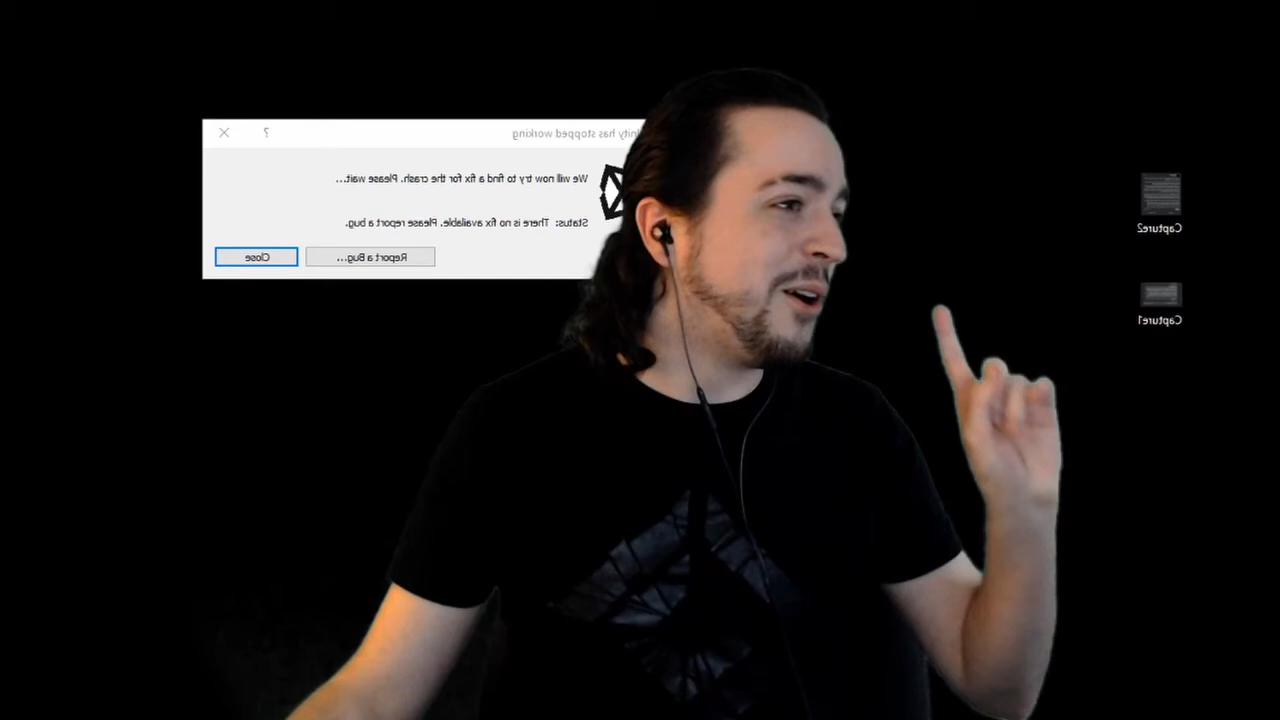 Unity has stopped working
?
We will now try to find a fix for the crash. Please wait...
Status: There is no fix available. Please report a bug.
Report a Bug...
Close
Capture2
Capture1